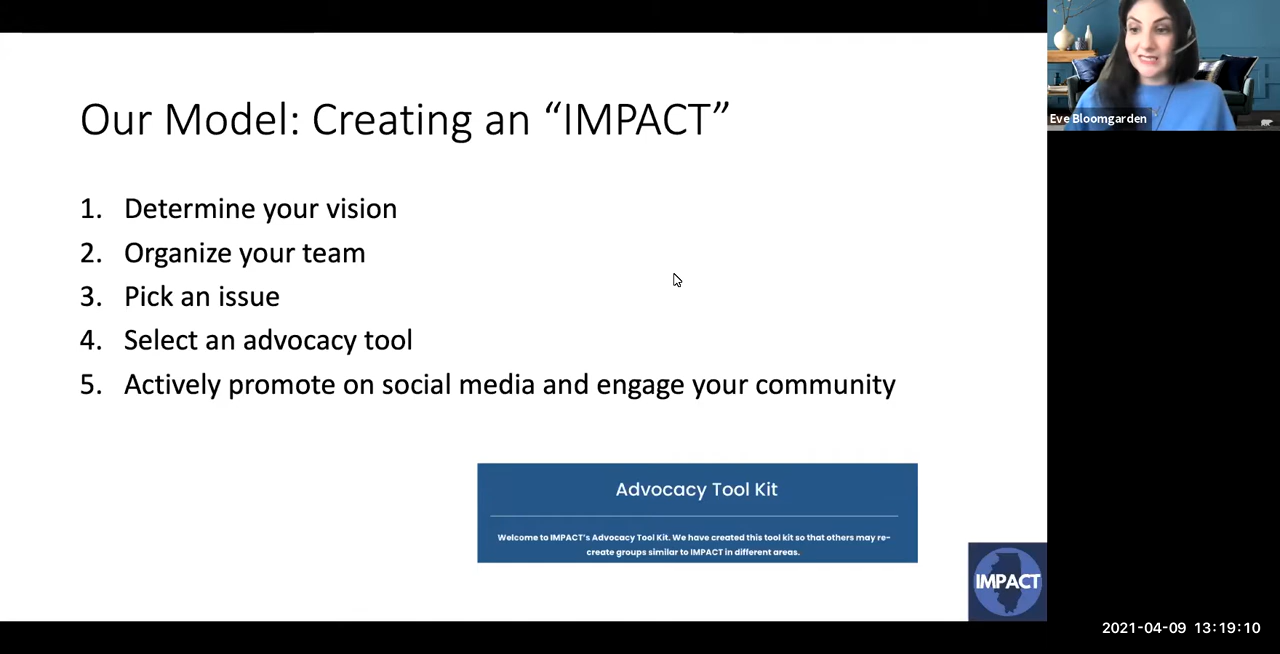 Our Model: Creating an “IMPACT”
1. Determine your vision
2. Organize your team
3. Pick an issue
4. Select an advocacy tool
5. Actively promote on social media and engage your community
Advocacy Tool Kit
Welcome to IMPACT’s Advocacy Tool Kit. We have created this tool kit so that others may re-
create groups similar to IMPACT in different areas.
IMPACT
Eve Bloomgarden
2021-04-09 13:19:10